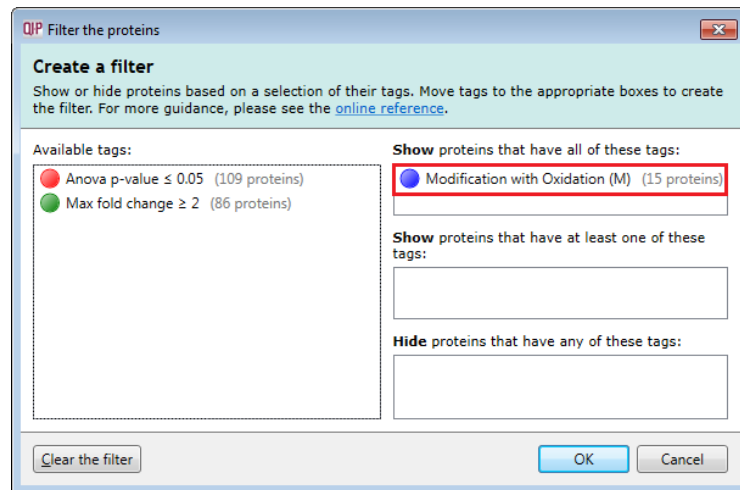 QIP Filter the proteins
Create a filter
Show or hide proteins based on a selection of their tags. Move tags to the appropriate boxes to create
the filter. For more guidance, please see the online reference.
Available tags:
Anova p-value ≤ 0.05 (109 proteins)
Max fold change ≥ 2 (86 proteins)
Show proteins that have all of these tags:
Modification with Oxidation (M) (15 proteins)
Show proteins that have at least one of these
tags:
Hide proteins that have any of these tags:
Clear the filter
OK
Cancel